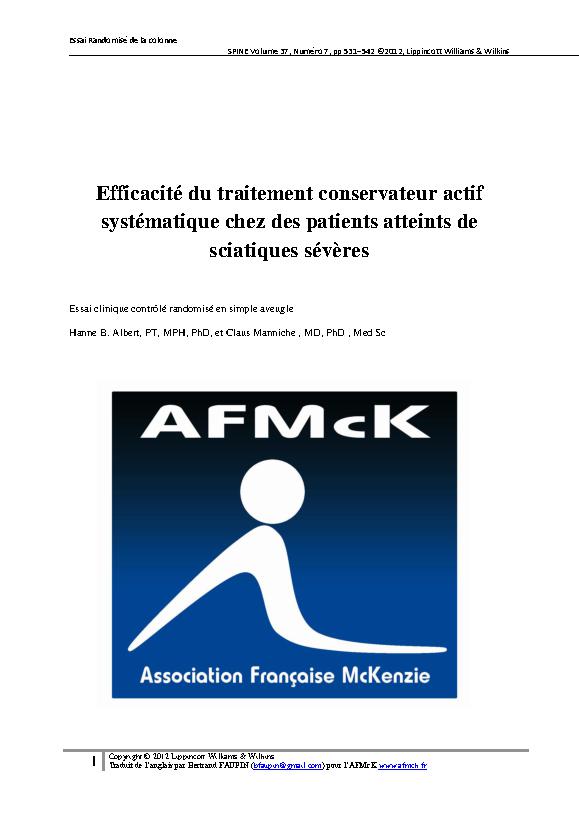 Essai Randomisé de la colonne
SPINE Volume 37, Numéro 7, pp 531–542 ©2012, Lippincott Williams & Wilkins
Efficacité du traitement conservateur actif
systématique chez des patients atteints de
sciatiques sévères
Essai clinique contrôlé randomisé en simple aveugle
Hanne B. Albert, PT, MPH, PhD, et Claus Manniche , MD, PhD , Med Sc
AFMcK
Association Française McKenzie
1
Copyright © 2012 Lippincott Williams & Wilkins
Traduit de l'anglais par Bertrand FAUPIN (bfaupin@gmail.com) pour l'AFMcK www.afmck.fr